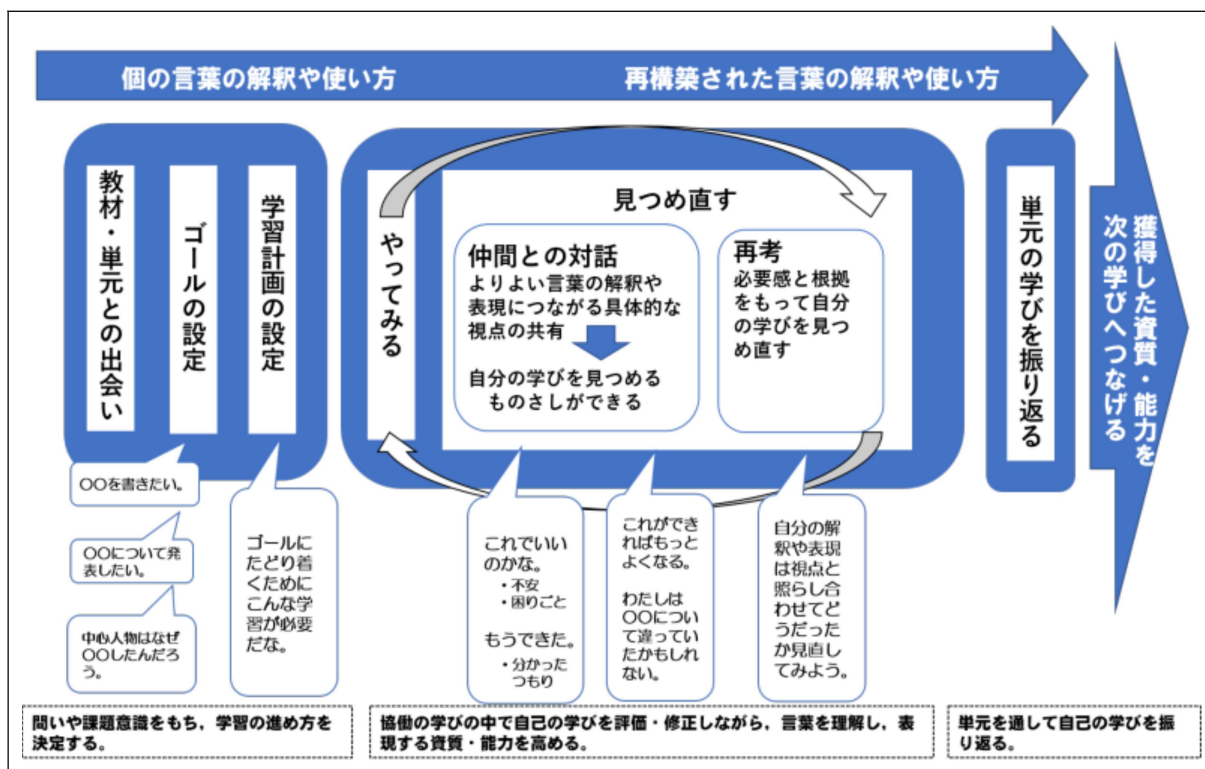 個の言葉の解釈や使い方
再構築された言葉の解釈や使い方
教材・単元との出会い
ゴールの設定
学習計画の設定
やってみる
見つめ直す
仲間との対話
よりよい言葉の解釈や
表現につながる具体的な
視点の共有
自分の学びを見つめる
ものさしができる
再考
必要感と根拠
をもって自分
の学びを見つ
め直す
単元の学びを振り返る
獲得した資質・能力を
次の学びへつなげる
〇〇を書きたい。
〇〇について発
表したい。
中心人物はなぜ
〇〇したんだろ
う。
ゴールに
たどり着
くために
こんな学
習が必要
だな。
これでいい
のかな。
・不安
・困りごと
もうできた。
・分かった
つもり
これができ
ればもっと
よくなる。
わたしは
〇〇につい
て違ってい
たかもしれ
ない。
自分の解
釈や表現
は視点と
照らし合
わせてど
うだった
か見直し
てみよう。
問いや課題意識をもち，学習の進め方を
決定する。
協働の学びの中で自己の学びを評価・修正しながら，言葉を理解し，表
現する資質・能力を高める。
単元を通して自己の学びを振
り返る。